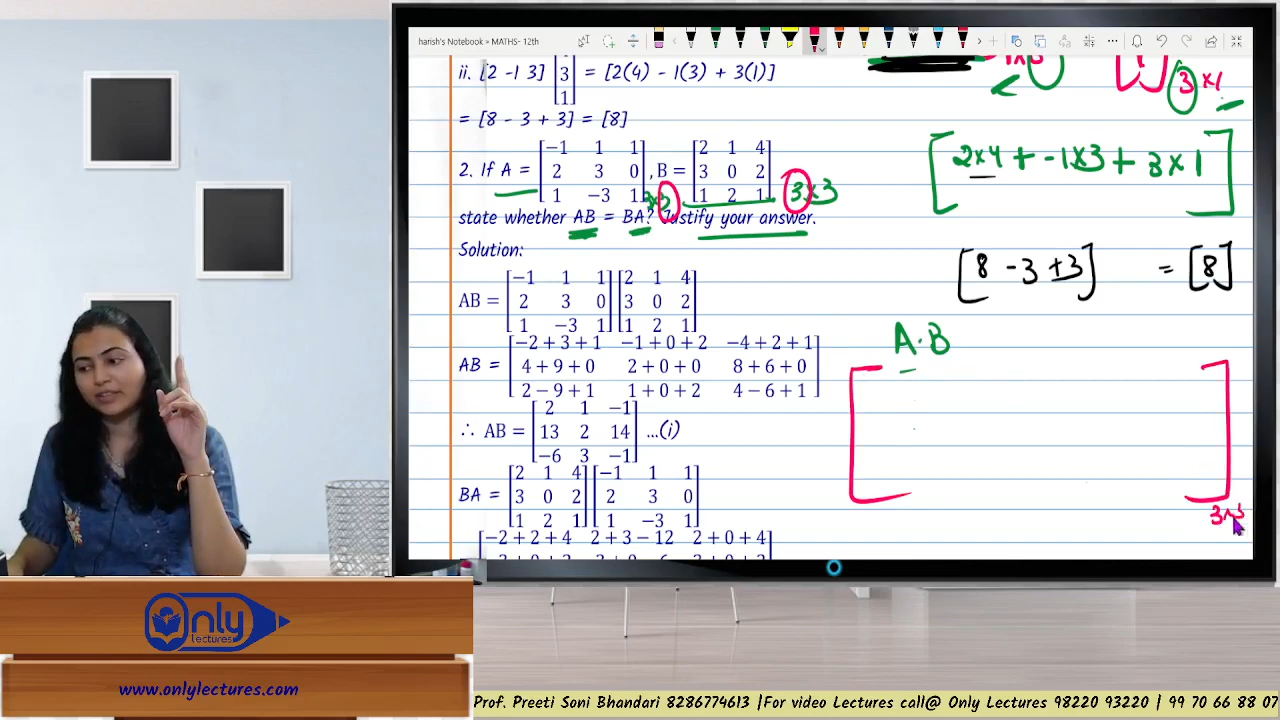 harish's Notebook » MATHS- 12th
ii. [2 -1 3] [3 1] = [2(4) - 1(3) + 3(1)]
= [8 - 3 + 3] = [8]
2. If A = [−1 1 1
2 3 0
1 −3 1], B = [2 1 4
3 0 2
1 2 1]
3×3
state whether AB = BA? Justify your answer.
Solution:
AB = [−1 1 1
2 3 0
1 −3 1] [2 1 4
3 0 2
1 2 1]
AB = [−2 + 3 + 1 −1 + 0 + 2 −4 + 2 + 1
4 + 9 + 0 2 + 0 + 0 8 + 6 + 0
2 − 9 + 1 1 + 0 + 2 4 − 6 + 1]
∴ AB = [2 1 −1
13 2 14
−6 3 −1] ...(i)
BA = [2 1 4
3 0 2
1 2 1] [−1 1 1
2 3 0
1 −3 1]
[−2 + 2 + 4 2 + 3 − 12 2 + 0 + 4
3 × 1
[2×4 + -1×3 + 3×1]
[8 -3 +3] = [8]
A·B
Only
lectures
www.onlylectures.com
Prof. Preeti Soni Bhandari 8286774613 |For video Lectures call@ Only Lectures 98220 93220 | 99 70 66 88 07